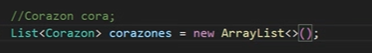 //Corazon cora;
List<Corazon> corazones = new ArrayList<>();